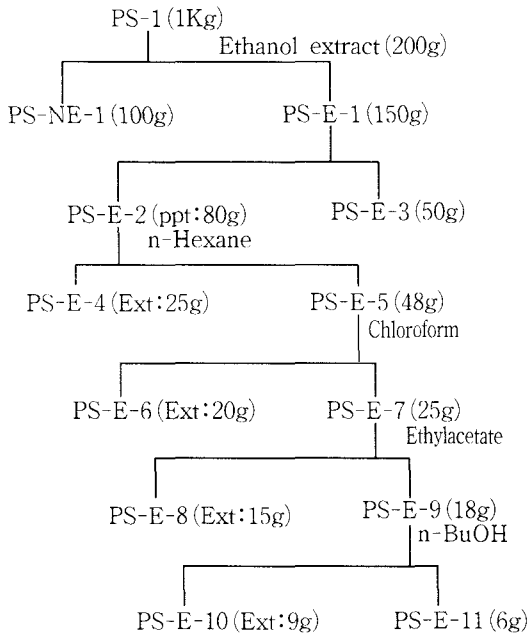 PS-1 (1Kg)
Ethanol extract (200g)
PS-NE-1 (100g)
PS-E-1 (150g)
PS-E-2 (ppt:80g)
PS-E-3 (50g)
n-Hexane
PS-E-4 (Ext:25g)
PS-E-5 (48g)
Chloroform
PS-E-6 (Ext:20g)
PS-E-7 (25g)
Ethylacetate
PS-E-8 (Ext:15g)
PS-E-9 (18g)
n-BuOH
PS-E-10 (Ext:9g)
PS-E-11 (6g)